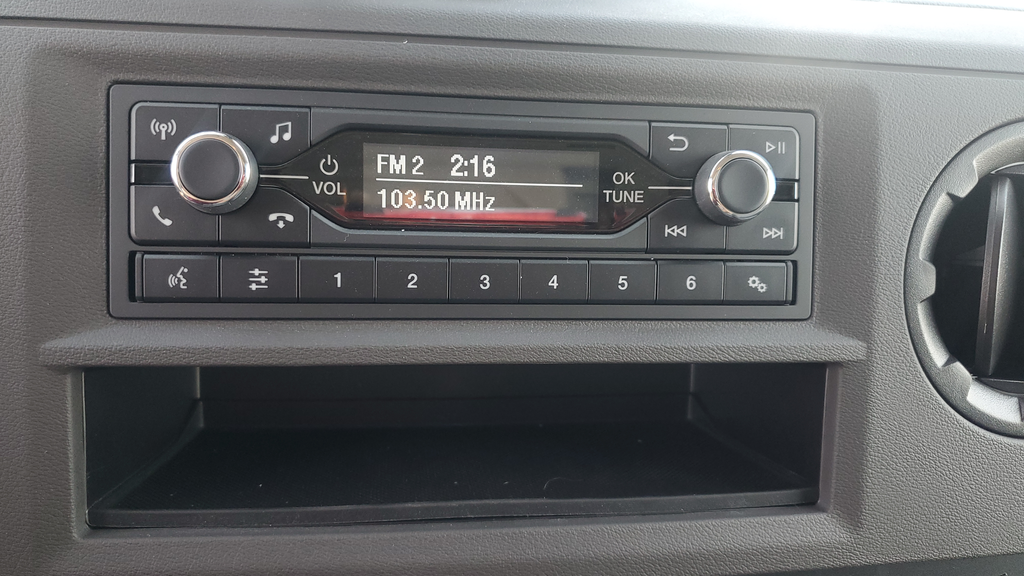 FM 2 2:16
103.50 MHz
VOL
OK
TUNE
1 2 3 4 5 6